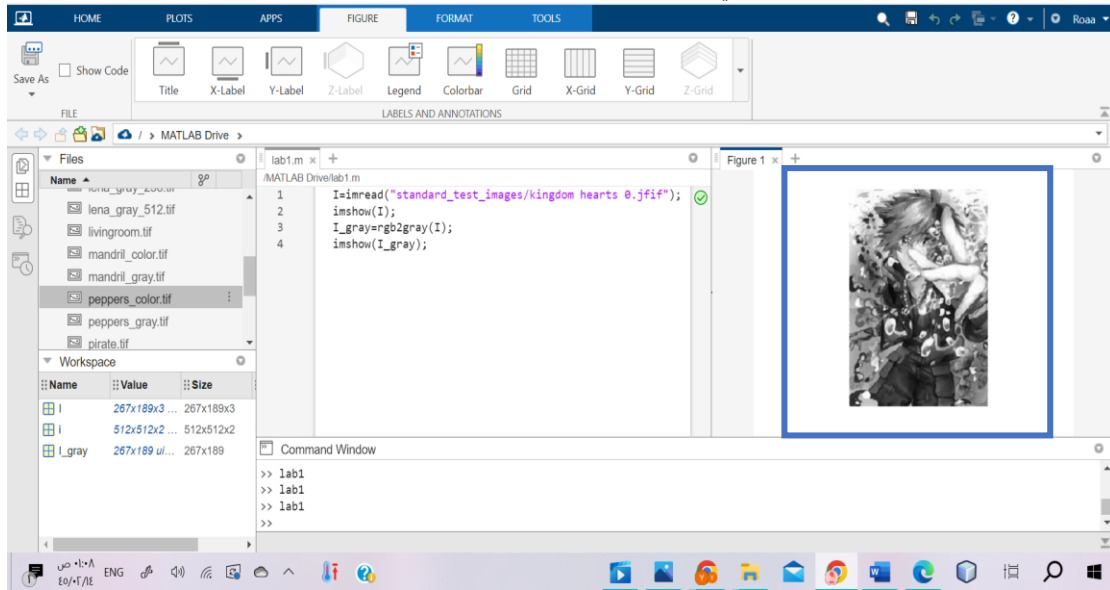 HOME PLOTS APPS FIGURE FORMAT TOOLS Roaa
Save As Show Code Title X-Label Y-Label Z-Label Legend Colorbar Grid X-Grid Y-Grid Z-Grid
FILE LABELS AND ANNOTATIONS
/ › MATLAB Drive ›
Files
Name
lena_gray_512.tif
livingroom.tif
mandril_color.tif
mandril_gray.tif
peppers_color.tif
peppers_gray.tif
pirate.tif
Workspace
Name Value Size
I 267x189x3 ... 267x189x3
i 512x512x2 ... 512x512x2
I_gray 267x189 ui... 267x189
lab1.m × +
/MATLAB Drive/lab1.m
1 I=imread("standard_test_images/kingdom hearts 0.jfif");
2 imshow(I);
3 I_gray=rgb2gray(I);
4 imshow(I_gray);
Figure 1 × +
Command Window
>> lab1
>> lab1
>> lab1
>>
ENG